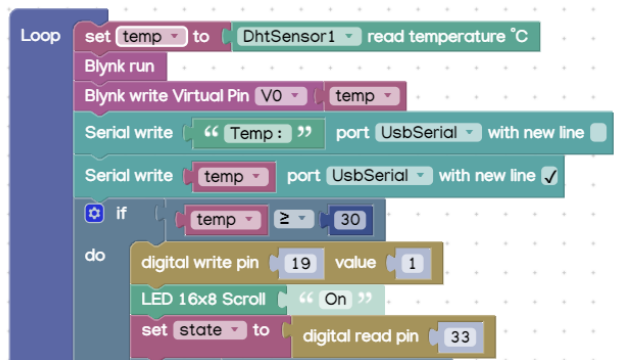 Loop set temp to DhtSensor1 read temperature °C
Blynk run
Blynk write Virtual Pin V0 temp
Serial write “ Temp: ” port UsbSerial with new line
Serial write temp port UsbSerial with new line ✓
if temp ≥ 30
do digital write pin 19 value 1
LED 16x8 Scroll “ On ”
set state to digital read pin 33